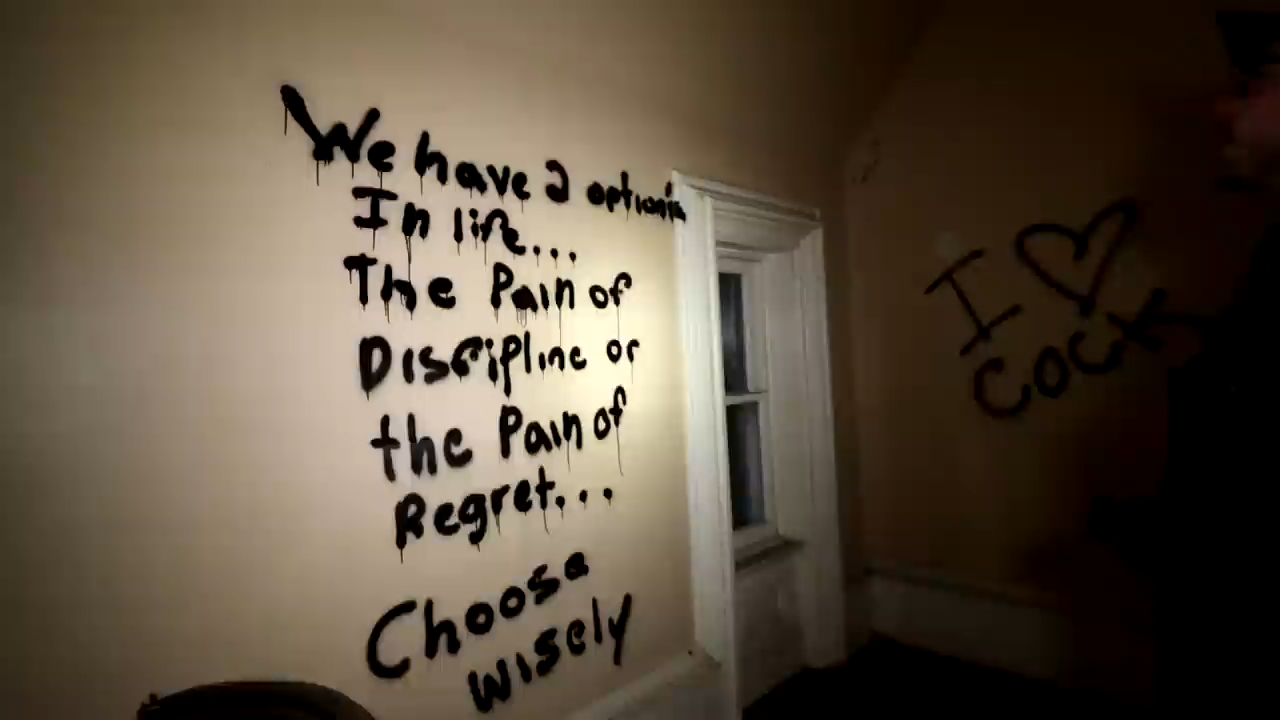 We have 2 options
In life...
The Pain of
Discipline or
the Pain of
Regret...
Choose
wisely
I ♡
COCK